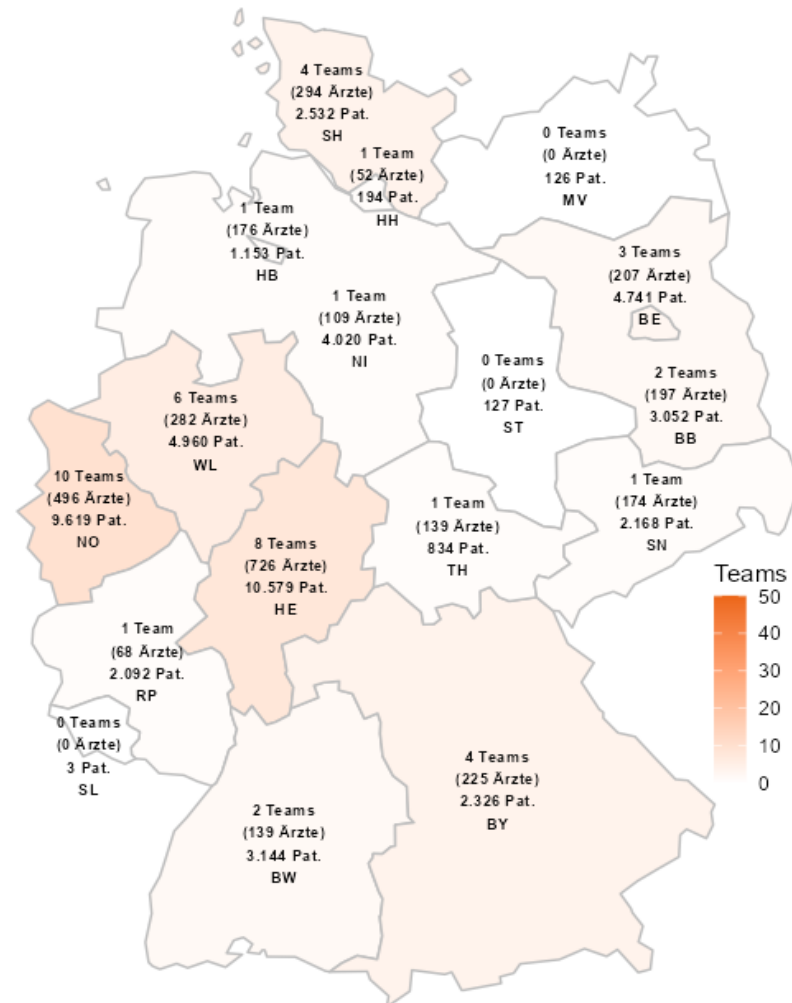 4 Teams
(294 Ärzte)
2.532 Pat.
SH
1 Team
(52 Ärzte)
194 Pat.
HH
0 Teams
(0 Ärzte)
126 Pat.
MV
1 Team
(176 Ärzte)
1.153 Pat.
HB
3 Teams
(207 Ärzte)
4.741 Pat.
BE
1 Team
(109 Ärzte)
4.020 Pat.
NI
0 Teams
(0 Ärzte)
127 Pat.
ST
2 Teams
(197 Ärzte)
3.052 Pat.
BB
6 Teams
(282 Ärzte)
4.960 Pat.
WL
10 Teams
(496 Ärzte)
9.619 Pat.
NO
8 Teams
(726 Ärzte)
10.579 Pat.
HE
1 Team
(139 Ärzte)
834 Pat.
TH
1 Team
(174 Ärzte)
2.168 Pat.
SN
1 Team
(68 Ärzte)
2.092 Pat.
RP
0 Teams
(0 Ärzte)
3 Pat.
SL
2 Teams
(139 Ärzte)
3.144 Pat.
BW
4 Teams
(225 Ärzte)
2.326 Pat.
BY
Teams
50
40
30
20
10
0